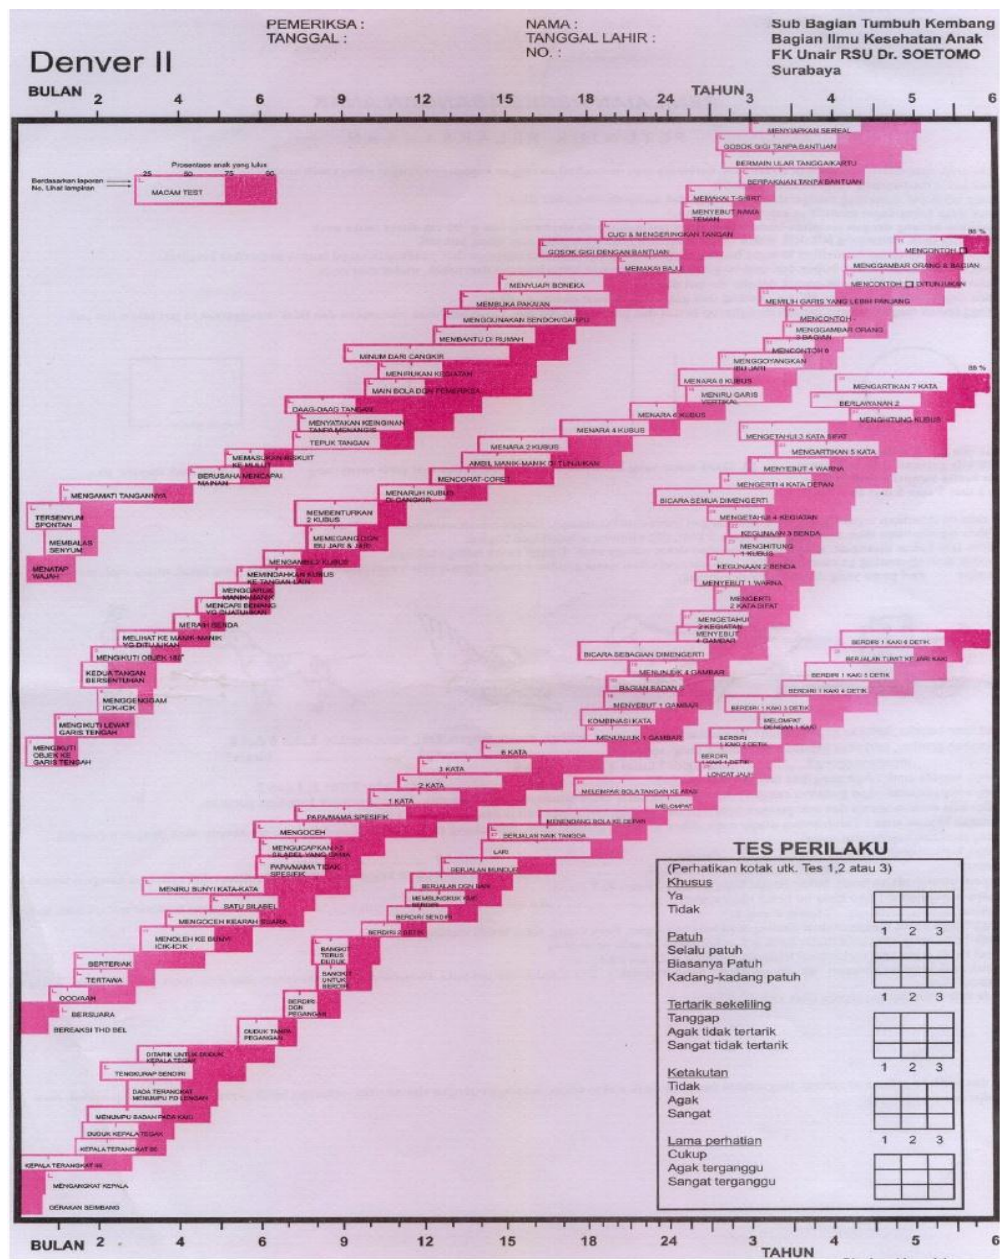 PEMERIKSA :
TANGGAL :
NAMA :
TANGGAL LAHIR :
NO. :
Sub Bagian Tumbuh Kembang
Bagian Ilmu Kesehatan Anak
FK Unair RSU Dr. SOETOMO
Surabaya
Denver II
BULAN 2 4 6 9 12 15 18 24 TAHUN 3 4 5 6
Prosentase anak yang lulus
25 50 75 90
Berdasarkan laporan
No. Lihat lampiran
MACAM TEST
MENYIAPKAN SEREAL
GOSOK GIGI TANPA BANTUAN
BERMAIN ULAR TANGGA/KARTU
BERPAKAIAN TANPA BANTUAN
MEMAKAI T-SHIRT
MENYEBUT NAMA
TEMAN
CUCI & MENGERINGKAN TANGAN
GOSOK GIGI DENGAN BANTUAN
MEMAKAI BAJU
MENYUAPI BONEKA
MEMBUKA PAKAIAN
MENGGUNAKAN SENDOK/GARPU
MEMBANTU DI RUMAH
MINUM DARI CANGKIR
MENIRUKAN KEGIATAN
MAIN BOLA DGN PEMERIKSA
DAAG-DAAG TANGAN
MENYATAKAN KEINGINAN
TANPA MENANGIS
TEPUK TANGAN
MEMASUKAN BISKUIT
KE MULUT
BERUSAHA MENCAPAI
MAINAN
MENGAMATI TANGANNYA
TERSENYUM
SPONTAN
MEMBALAS
SENYUM
MENATAP
WAJAH
MENCONTOH
MENGGAMBAR ORANG 6 BAGIAN
MENCONTOH DITUNJUKAN
MEMILIH GARIS YANG LEBIH PANJANG
MENCONTOH
MENGGAMBAR ORANG
3 BAGIAN
MENCONTOH
MENGGOYANGKAN
IBU JARI
MENARA 8 KUBUS
MENIRU GARIS
VERTIKAL
MENARA 6 KUBUS
MENARA 4 KUBUS
MENARA 2 KUBUS
AMBIL MANIK-MANIK DITUNJUKAN
MENCORAT-CORET
MENARUH KUBUS
DI CANGKIR
MEMBENTURKAN
2 KUBUS
MEMEGANG DGN
IBU JARI & JARI
MENGAMBIL 2 KUBUS
MEMINDAHKAN KUBUS
KE TANGAN LAIN
MENGGARUK
MANIK-MANIK
MENCARI BENANG
YG DIJATUHKAN
MERAIH BENDA
MELIHAT KE MANIK-MANIK
YG DITUJUKAN
MENGIKUTI OBJEK 180°
KEDUA TANGAN
BERSENTUHAN
MENGGENGGAM
ICIK-ICIK
MENGIKUTI LEWAT
GARIS TENGAH
MENGIKUTI
OBJEK KE
GARIS TENGAH
MENGARTIKAN 7 KATA
BERLAWANAN 2
MENGHITUNG KUBUS
MENGETAHUI 3 KATA SIFAT
MENGARTIKAN 5 KATA
MENYEBUT 4 WARNA
MENGERTI 4 KATA DEPAN
BICARA SEMUA DIMENGERTI
MENGETAHUI 4 KEGIATAN
KEGUNAAN 3 BENDA
MENGHITUNG
1 KUBUS
KEGUNAAN 2 BENDA
MENYEBUT 1 WARNA
MENGERTI
2 KATA SIFAT
MENGETAHUI
2 KEGIATAN
MENYEBUT
4 GAMBAR
BICARA SEBAGIAN DIMENGERTI
MENUNJUK 4 GAMBAR
BAGIAN BADAN 6
MENYEBUT 1 GAMBAR
KOMBINASI KATA
MENUNJUK 1 GAMBAR
6 KATA
3 KATA
2 KATA
1 KATA
PAPA/MAMA SPESIFIK
MENGOCEH
MENGUCAPKAN
SILABEL YANG SAMA
PAPA/MAMA TIDAK
SPESIFIK
MENIRU BUNYI KATA-KATA
SATU SILABEL
MENGOCEH KEARAH SUARA
MENOLEH KE BUNYI
ICIK-ICIK
BERTERIAK
TERTAWA
OOO/AAH
BERSUARA
BEREAKSI THD BEL
BERDIRI 1 KAKI 6 DETIK
BERJALAN TUMIT KE JARI KAKI
BERDIRI 1 KAKI 5 DETIK
BERDIRI 1 KAKI 4 DETIK
BERDIRI 1 KAKI 3 DETIK
MELOMPAT
DENGAN 1 KAKI
BERDIRI
1 KAKI 2 DETIK
BERDIRI
1 KAKI 1 DETIK
LONCAT JAUH
MELEMPAR BOLA TANGAN KE ATAS
MELOMPAT
MENENDANG BOLA KE DEPAN
BERJALAN NAIK TANGGA
LARI
BERJALAN MUNDUR
BERJALAN DGN BAIK
MEMBUNGKUK
BERDIRI
BERDIRI SENDIRI
BERDIRI 2 DETIK
BANGKIT
TERUS
DUDUK
BANGKIT
UNTUK
BERDIRI
BERDIRI
DGN
PEGANGAN
DUDUK TANPA
PEGANGAN
DITARIK UNTUK DUDUK
KEPALA TEGAK
TENGKURAP SENDIRI
DADA TERANGKAT
MENUMPU PD LENGAN
MENUMPU BADAN PADA KAKI
DUDUK KEPALA TEGAK
KEPALA TERANGKAT 90
KEPALA TERANGKAT 45
MENGANGKAT KEPALA
GERAKAN SEIMBANG
TES PERILAKU
(Perhatikan kotak utk. Tes 1,2 atau 3)
Khusus
Ya
Tidak
1 2 3
Patuh
Selalu patuh
Biasanya Patuh
Kadang-kadang patuh
1 2 3
Tertarik sekeliling
Tanggap
Agak tidak tertarik
Sangat tidak tertarik
1 2 3
Ketakutan
Tidak
Agak
Sangat
1 2 3
Lama perhatian
Cukup
Agak terganggu
Sangat terganggu
BULAN 2 4 6 9 12 15 18 24 TAHUN 3 4 5 6